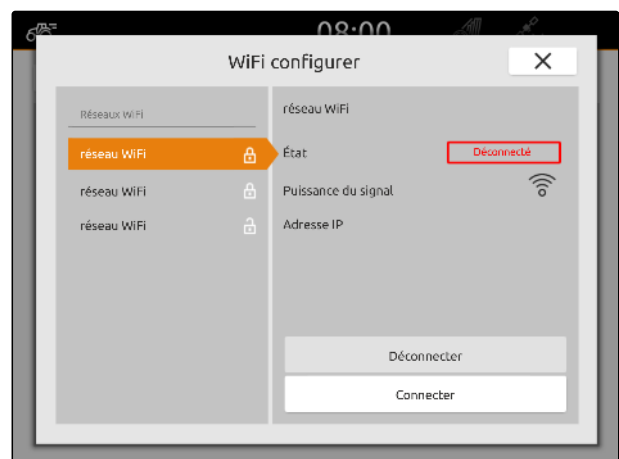 08:00
WiFi configurer
Réseaux WiFi
réseau WiFi
réseau WiFi
réseau WiFi
réseau WiFi
État
Déconnecté
Puissance du signal
Adresse IP
Déconnecter
Connecter